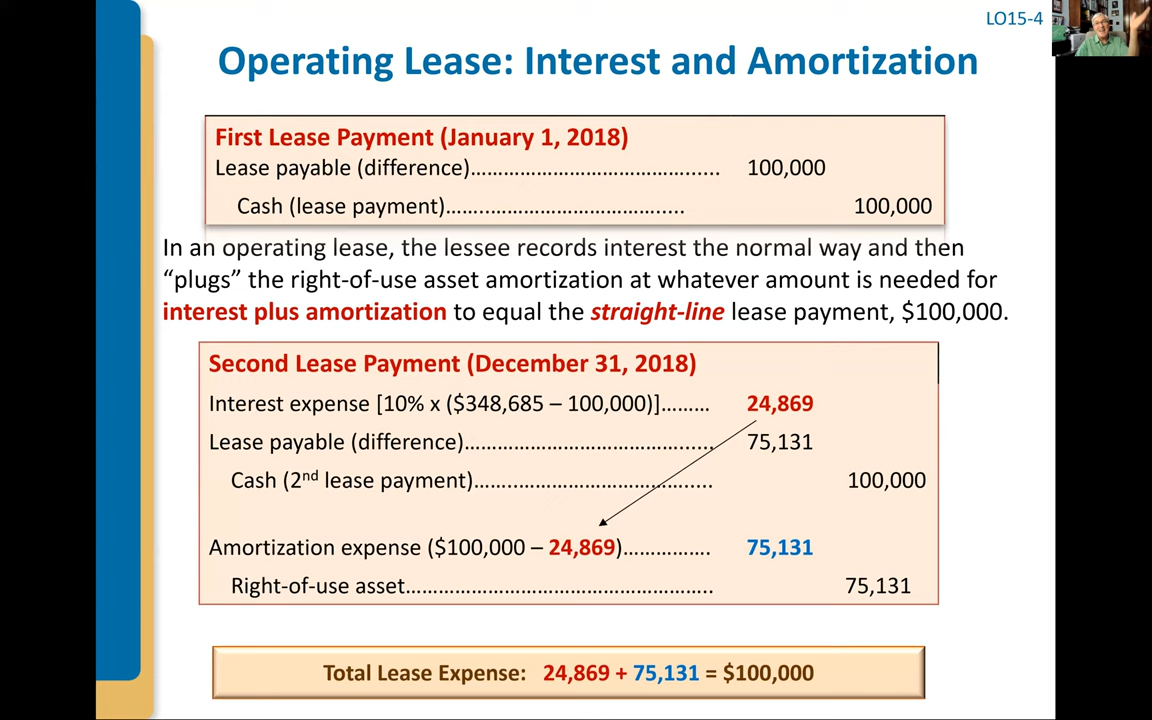 LO15-4
Operating Lease: Interest and Amortization
First Lease Payment (January 1, 2018)
Lease payable (difference)……………………………………...... 100,000
Cash (lease payment)……..………………………….….... 100,000
In an operating lease, the lessee records interest the normal way and then
“plugs” the right-of-use asset amortization at whatever amount is needed for
interest plus amortization to equal the straight-line lease payment, $100,000.
Second Lease Payment (December 31, 2018)
Interest expense [10% x ($348,685 – 100,000)]……… 24,869
Lease payable (difference)……………………………………...... 75,131
Cash (2nd lease payment)……..………………………….….... 100,000
Amortization expense ($100,000 – 24,869)……………. 75,131
Right-of-use asset……………………………………………….. 75,131
Total Lease Expense: 24,869 + 75,131 = $100,000